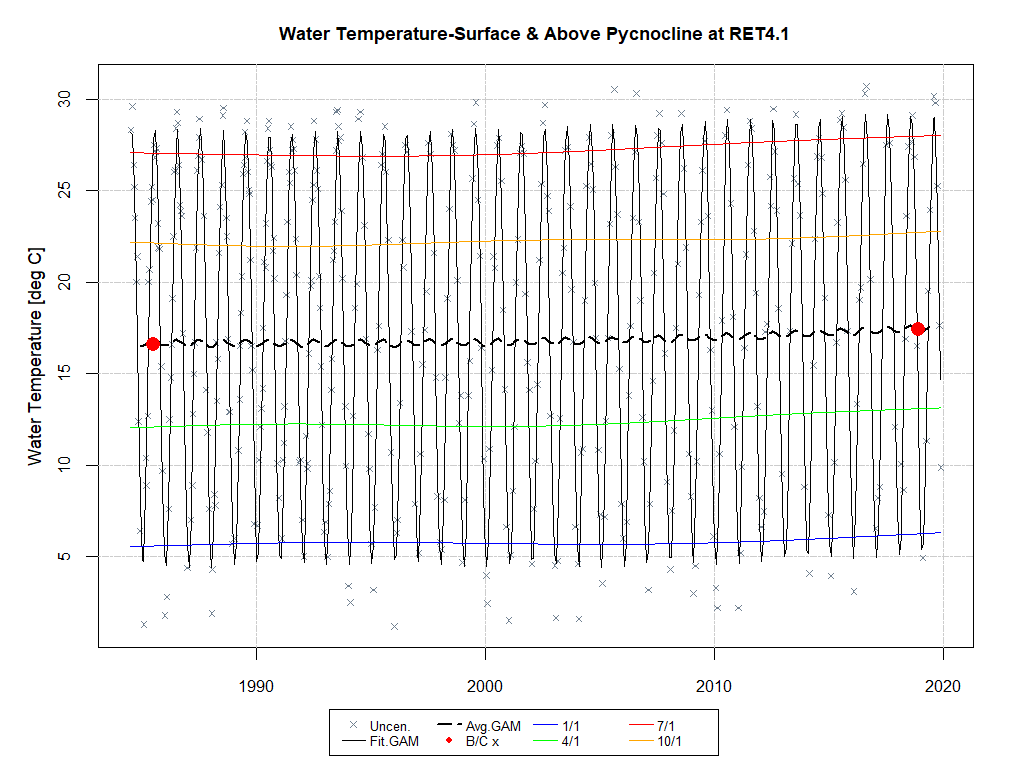 Water Temperature-Surface & Above Pycnocline at RET4.1
Water Temperature [deg C]
30
25
20
15
10
5
1990 2000 2010 2020
Uncen. Avg.GAM 1/1 7/1
Fit.GAM B/C x 4/1 10/1